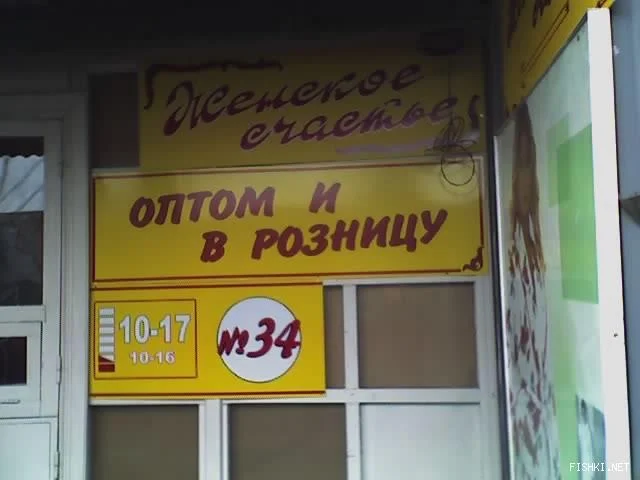 Женское
счастье
ОПТОМ И
В РОЗНИЦУ
10-17
10-16
№34
FISHKI.NET